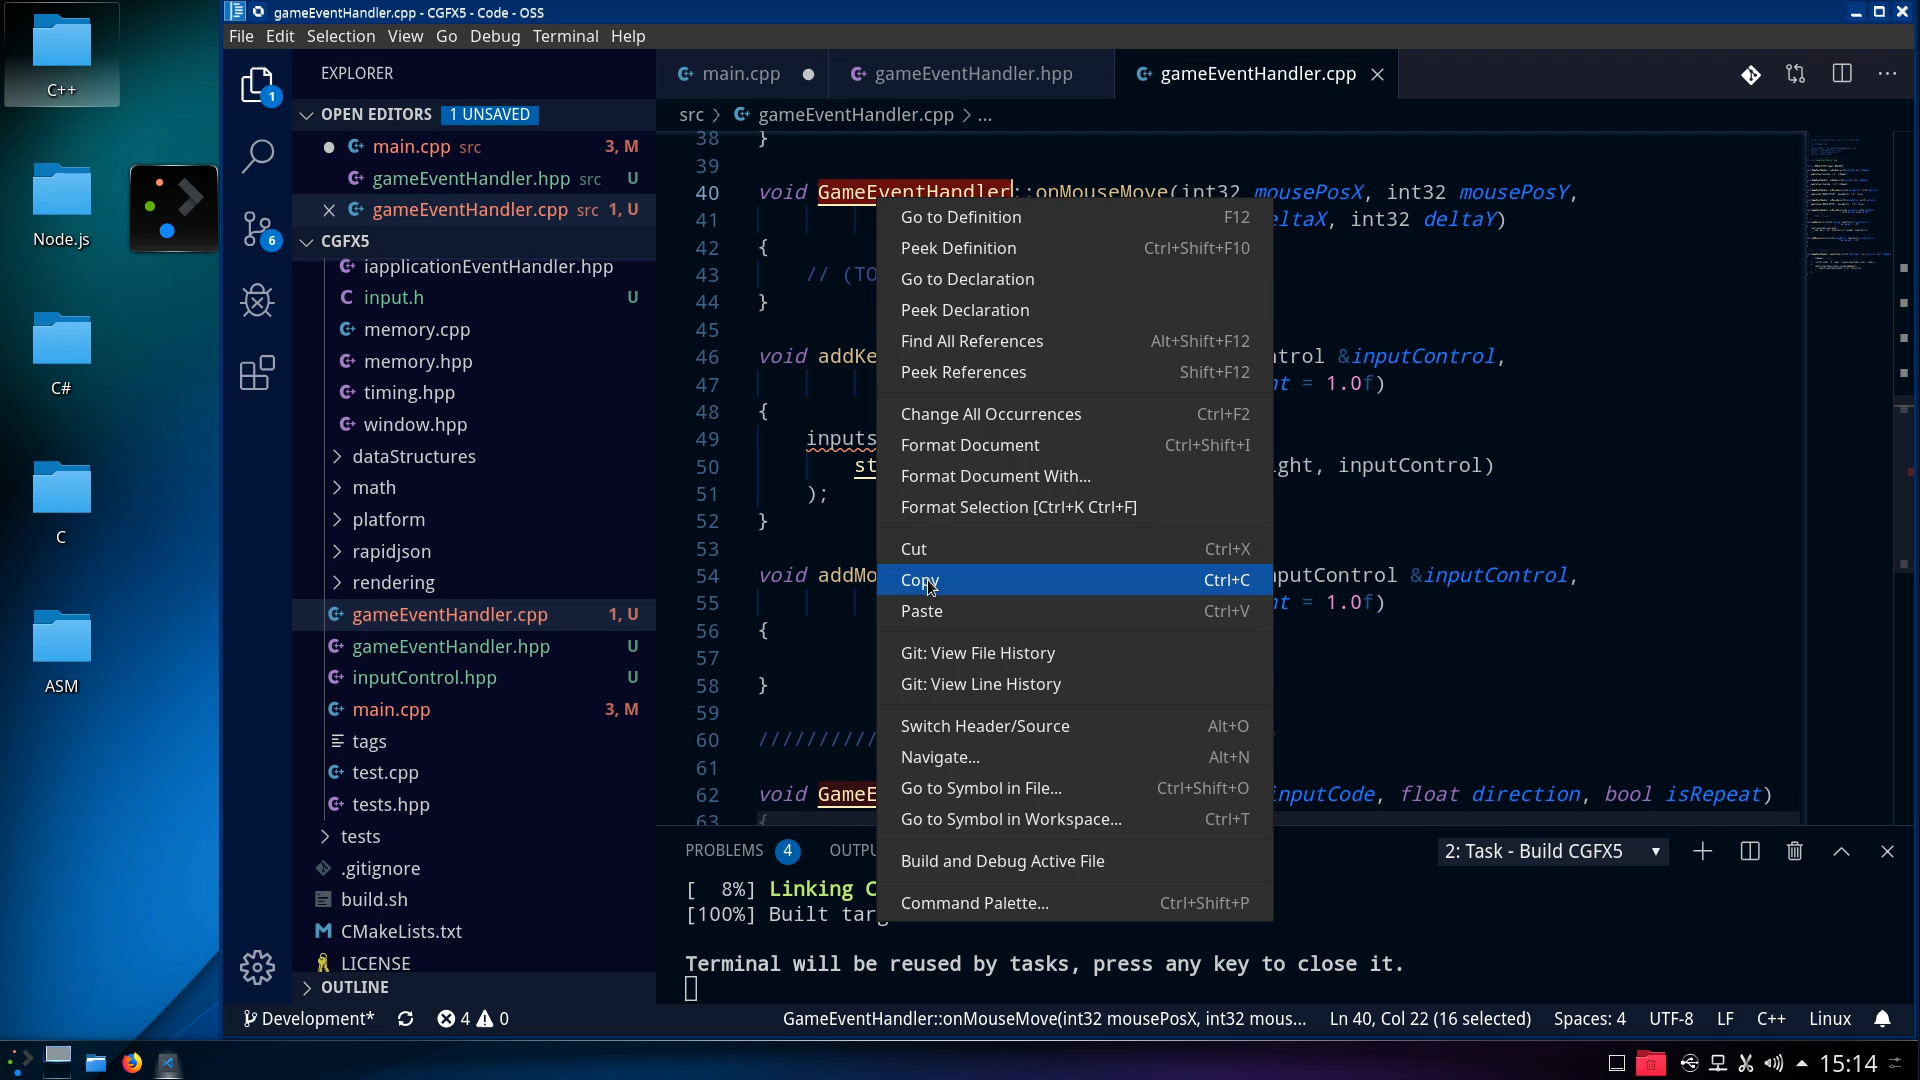 gameEventHandler.cpp - CGFX5 - Code - OSS
File Edit Selection View Go Debug Terminal Help
C++
Node.js
C#
C
ASM
EXPLORER
1
6
OPEN EDITORS 1 UNSAVED
main.cpp src 3, M
gameEventHandler.hpp src U
gameEventHandler.cpp src 1, U
CGFX5
iapplicationEventHandler.hpp
input.h U
memory.cpp
memory.hpp
timing.hpp
window.hpp
dataStructures
math
platform
rapidjson
rendering
gameEventHandler.cpp 1, U
gameEventHandler.hpp U
inputControl.hpp U
main.cpp 3, M
tags
test.cpp
tests.hpp
tests
.gitignore
build.sh
CMakeLists.txt
LICENSE
OUTLINE
main.cpp gameEventHandler.hpp gameEventHandler.cpp
src > gameEventHandler.cpp > ...
38 }
39
40 void GameEventHandler::onMouseMove(int32 mousePosX, int32 mousePosY,
41 eltaX, int32 deltaY)
42 {
43 // (TO
44 }
45
46 void addKe ntrol &inputControl,
47 nt = 1.0f)
48 {
49 inputs
50 st ght, inputControl)
51 );
52 }
53
54 void addMo putControl &inputControl,
55 nt = 1.0f)
56 {
57
58 }
59
60 //////////
61
62 void GameE inputCode, float direction, bool isRepeat)
63 {
Go to Definition F12
Peek Definition Ctrl+Shift+F10
Go to Declaration
Peek Declaration
Find All References Alt+Shift+F12
Peek References Shift+F12
Change All Occurrences Ctrl+F2
Format Document Ctrl+Shift+I
Format Document With...
Format Selection [Ctrl+K Ctrl+F]
Cut Ctrl+X
Copy Ctrl+C
Paste Ctrl+V
Git: View File History
Git: View Line History
Switch Header/Source Alt+O
Navigate... Alt+N
Go to Symbol in File... Ctrl+Shift+O
Go to Symbol in Workspace... Ctrl+T
Build and Debug Active File
Command Palette... Ctrl+Shift+P
PROBLEMS 4 OUTPU 2: Task - Build CGFX5
[ 8%] Linking C
[100%] Built targ
Terminal will be reused by tasks, press any key to close it.
Development* 4 0 GameEventHandler::onMouseMove(int32 mousePosX, int32 mous... Ln 40, Col 22 (16 selected) Spaces: 4 UTF-8 LF C++ Linux
15:14